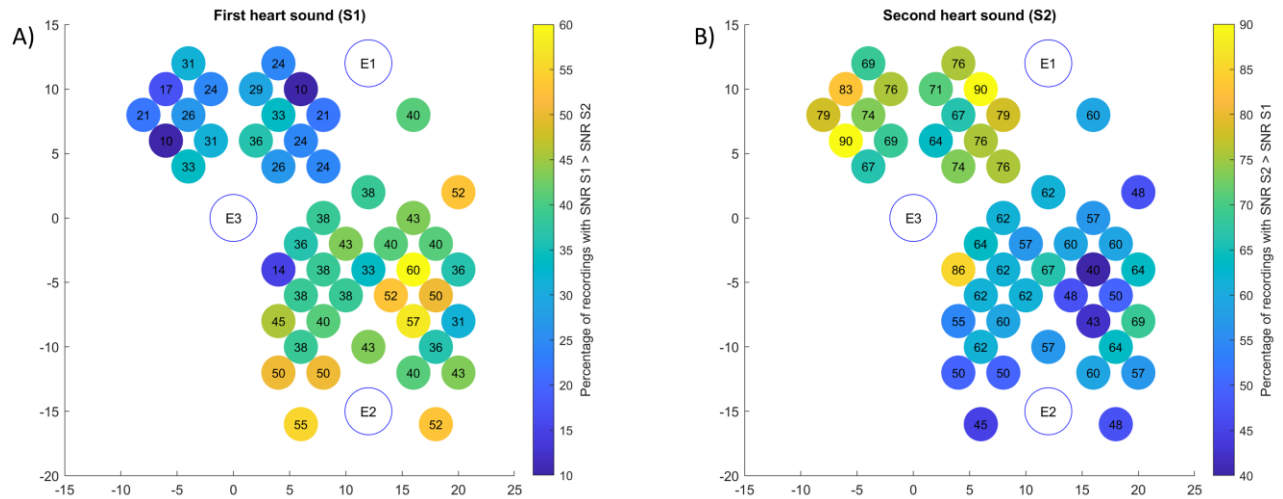 A)
First heart sound (S1)
15
10
5
0
-5
-10
-15
-20
31 24 E1
17 24 29 10
21 26 33 21 40
10 31 36 24
33 26 24
38 52
E3 38 43
36 43 40 40
14 38 33 60 36
38 38 52 50
45 40 57 31
38 43 36
50 50 40 43
E2
55 52
-15 -10 -5 0 5 10 15 20 25
60
55
50
45
40
35
30
25
20
15
10
Percentage of recordings with SNR S1 > SNR S2
B)
Second heart sound (S2)
15
10
5
0
-5
-10
-15
-20
69 76 E1
83 76 71 90
79 74 67 79 60
90 69 64 76
67 74 76
62 48
E3 62 57
64 57 60 60
86 62 67 40 64
62 62 48 50
55 60 43 69
62 57 64
50 50 60 57
E2
45 48
-15 -10 -5 0 5 10 15 20 25
90
85
80
75
70
65
60
55
50
45
40
Percentage of recordings with SNR S2 > SNR S1